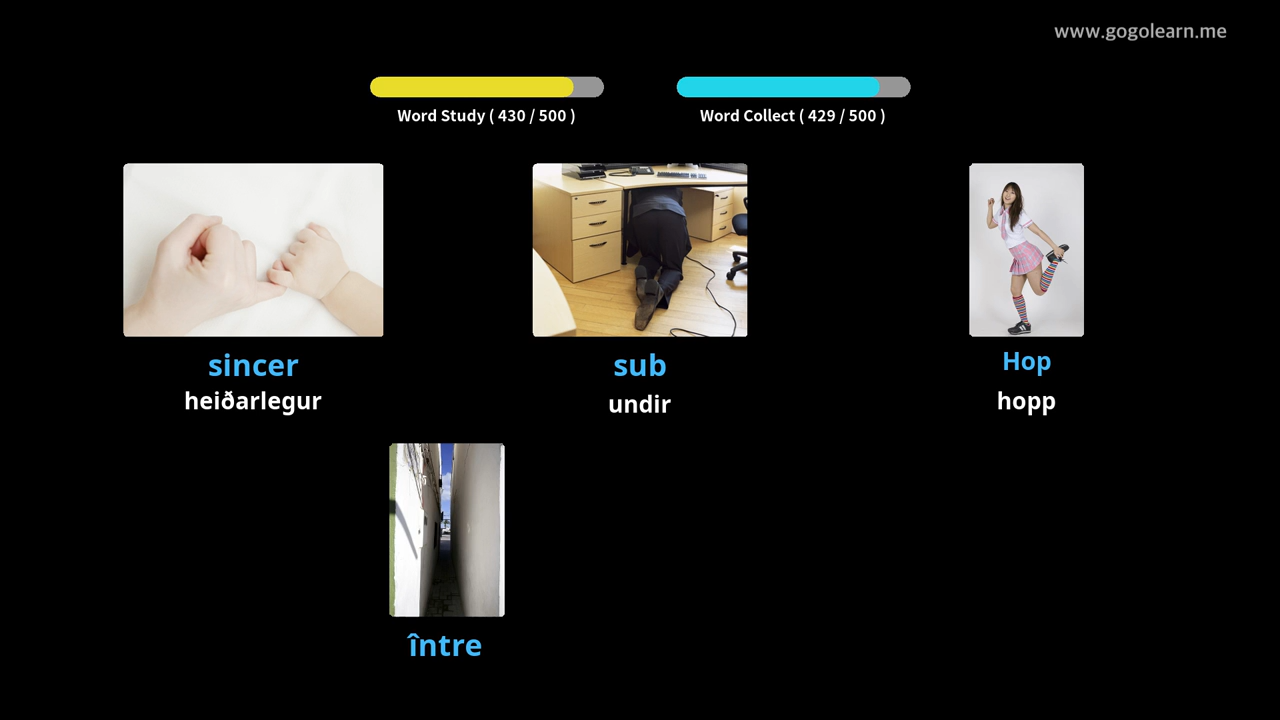 www.gogolearn.me
Word Study ( 430 / 500 )
Word Collect ( 429 / 500 )
sincer
heiðarlegur
sub
undir
Hop
hopp
între